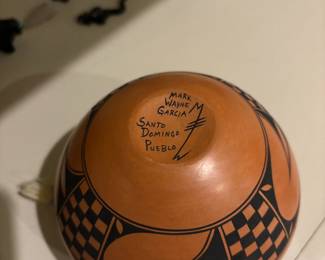 MARK
WAYNE
GARCIA
SANTO
DOMINGO
PUEBLO